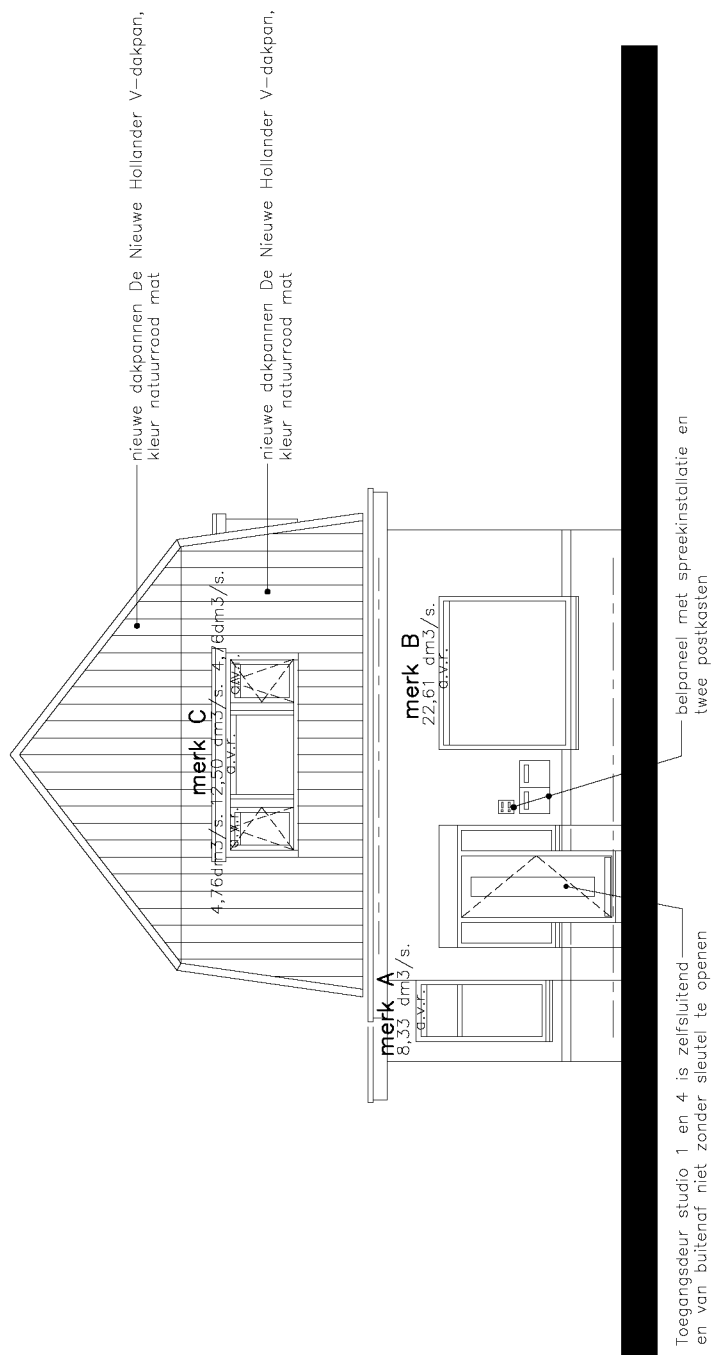 nieuwe dakpannen De Nieuwe Hollander V-dakpan,
kleur natuurrood mat
nieuwe dakpannen De Nieuwe Hollander V-dakpan,
kleur natuurrood mat
merk C
4,76dm3/s. 12,50 dm3/s. 4,76dm3/s.
a.v.r. a.v.r. a.v.r.
merk A
8,33 dm3/s.
a.v.r.
merk B
22,61 dm3/s.
a.v.r.
belpaneel met spreekinstallatie en
twee postkasten
Toegangsdeur studio 1 en 4 is zelfsluitend
en van buitenaf niet zonder sleutel te openen